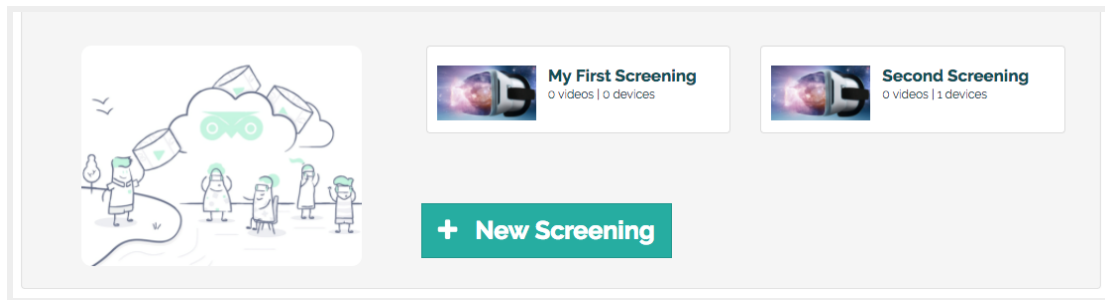 My First Screening
0 videos | 0 devices
Second Screening
0 videos | 1 devices
+ New Screening